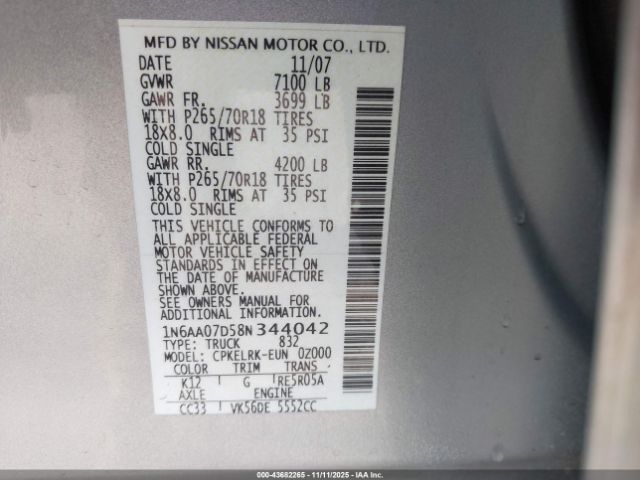 MFD BY NISSAN MOTOR CO., LTD.
DATE 11/07
GVWR 7100 LB
GAWR FR. 3699 LB
WITH P265/70R18 TIRES
18X8.0 RIMS AT 35 PSI
COLD SINGLE
GAWR RR. 4200 LB
WITH P265/70R18 TIRES
18X8.0 RIMS AT 35 PSI
COLD SINGLE
THIS VEHICLE CONFORMS TO
ALL APPLICABLE FEDERAL
MOTOR VEHICLE SAFETY
STANDARDS IN EFFECT ON
THE DATE OF MANUFACTURE
SHOWN ABOVE.
SEE OWNERS MANUAL FOR
ADDITIONAL INFORMATION.
1N6AA07D58N344042
TYPE: TRUCK 832
MODEL: CPKELRK-EUN 0Z000
COLOR TRIM TRANS
K12 G RE5R05A
AXLE ENGINE
CC33 VK56DE 5552CC
000-43682265 - 11/11/2025 - IAAI.com